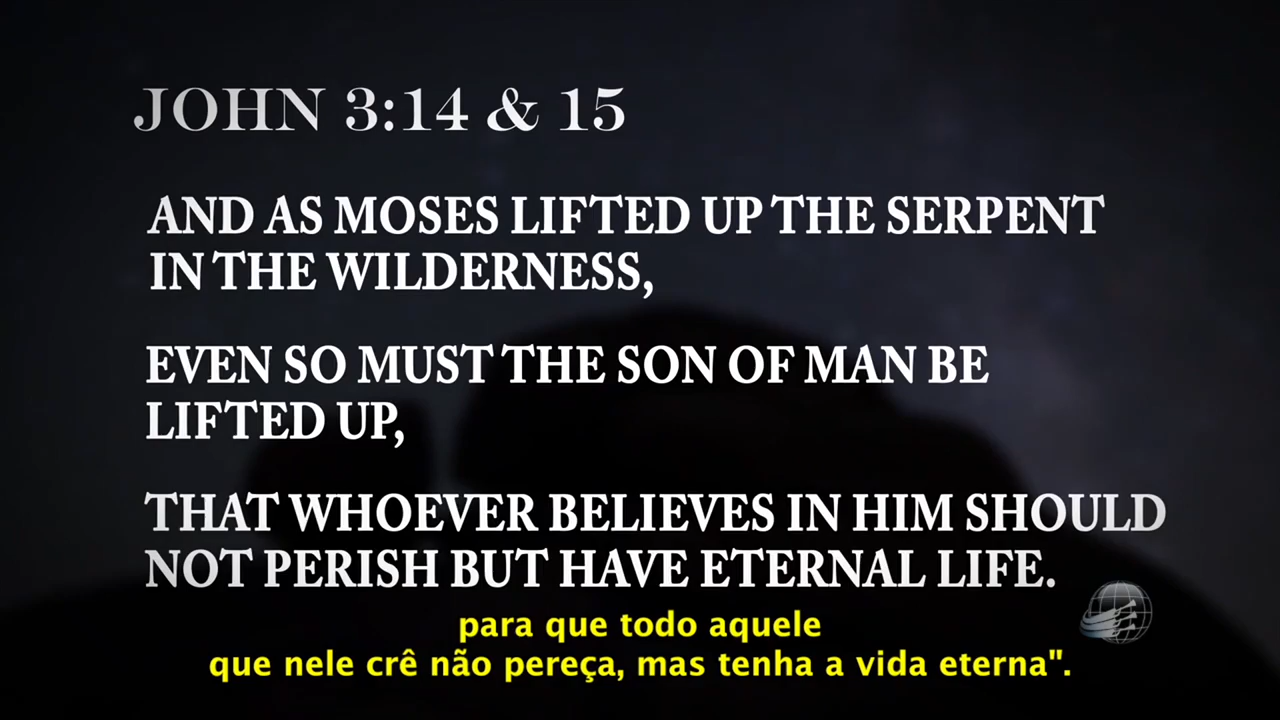 JOHN 3:14 & 15
AND AS MOSES LIFTED UP THE SERPENT
IN THE WILDERNESS,
EVEN SO MUST THE SON OF MAN BE
LIFTED UP,
THAT WHOEVER BELIEVES IN HIM SHOULD
NOT PERISH BUT HAVE ETERNAL LIFE.
para que todo aquele
que nele crê não pereça, mas tenha a vida eterna".